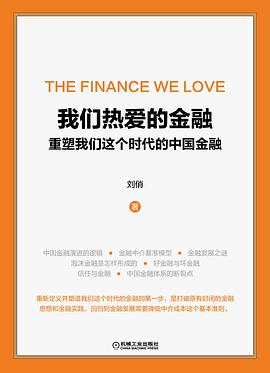 THE FINANCE WE LOVE
我们热爱的金融
重塑我们这个时代的中国金融
刘俏
著
中国金融演进的逻辑 • 金融中介基准模型 • 金融发展之谜
泡沫金融是怎样形成的 • 好金融与坏金融
信任与金融 • 中国金融体系的断裂点
重新定义并塑造我们这个时代的金融的第一步，是打破原有封闭的金融
思想和金融实践，回归到金融发展需要降低中介成本这个基本准则。
机械工业出版社
CHINA MACHINE PRESS